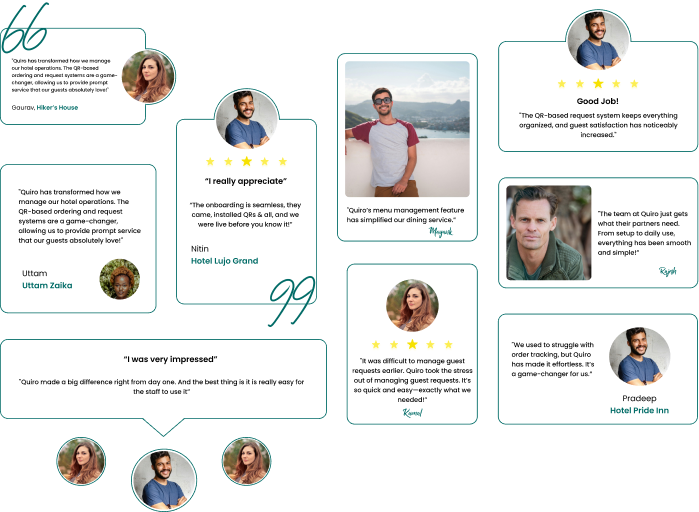 "Quiro has transformed how we manage
our hotel operations. The QR-based
ordering and request systems are a game-
changer, allowing us to provide prompt
service that our guests absolutely love!"
Gaurav, Hiker's House
"Quiro has transformed how we
manage our hotel operations. The
QR-based ordering and request
systems are a game-changer,
allowing us to provide prompt service
that our guests absolutely love!"
Uttam
Uttam Zaika
"I really appreciate"
"The onboarding is seamless, they
came, installed QRs & all, and we
were live before you know it!"
Nitin
Hotel Lujo Grand
"I was very impressed"
"Quiro made a big difference right from day one. And the best thing is it is really easy for
the staff to use it"
"Quiro's menu management feature
has simplified our dining service."
Mayank
"It was difficult to manage guest
requests earlier. Quiro took the stress
out of managing guest requests. It's
so quick and easy—exactly what we
needed!"
Kamal
Good Job!
"The QR-based request system keeps everything
organized, and guest satisfaction has noticeably
increased."
"The team at Quiro just gets
what their partners need.
From setup to daily use,
everything has been smooth
and simple!"
Rajesh
"We used to struggle with
order tracking, but Quiro
has made it effortless. It's
a game-changer for us."
Pradeep
Hotel Pride Inn